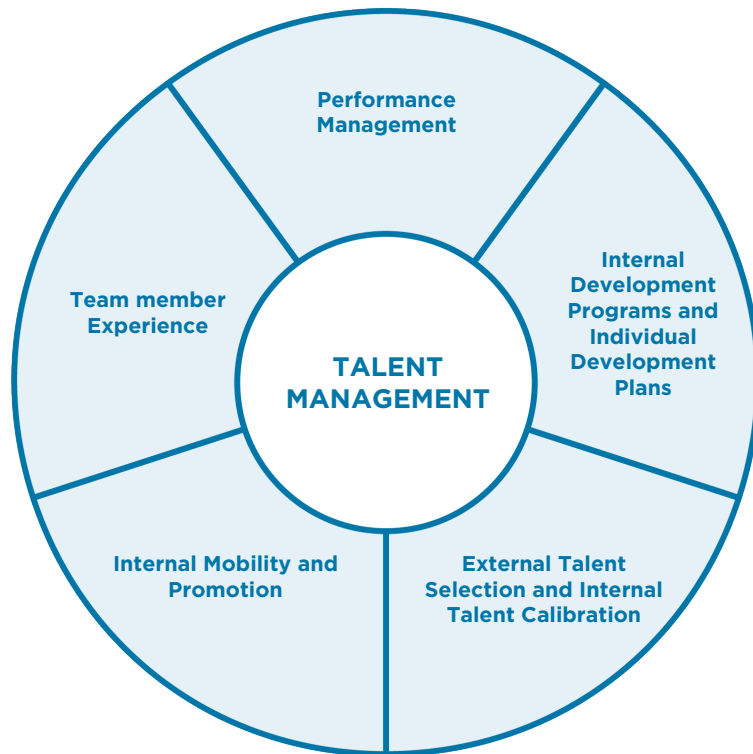 Performance
Management
Internal
Development
Programs and
Individual
Development
Plans
Team member
Experience
TALENT
MANAGEMENT
Internal Mobility and
Promotion
External Talent
Selection and Internal
Talent Calibration